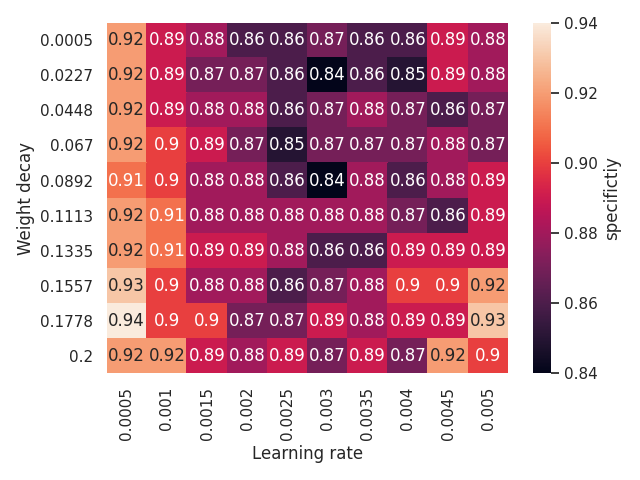 0.0005 0.92 0.89 0.88 0.86 0.86 0.87 0.86 0.86 0.89 0.88
0.0227 0.92 0.89 0.87 0.87 0.86 0.84 0.86 0.85 0.89 0.88
0.0448 0.92 0.89 0.88 0.88 0.86 0.87 0.88 0.87 0.86 0.87
0.067 0.92 0.9 0.89 0.87 0.85 0.87 0.87 0.87 0.88 0.87
0.0892 0.91 0.9 0.88 0.88 0.86 0.84 0.88 0.86 0.88 0.89
0.1113 0.92 0.91 0.88 0.88 0.88 0.88 0.88 0.87 0.86 0.89
0.1335 0.92 0.91 0.89 0.89 0.88 0.86 0.86 0.89 0.89 0.89
0.1557 0.93 0.9 0.88 0.88 0.86 0.87 0.88 0.9 0.9 0.92
0.1778 0.94 0.9 0.9 0.87 0.87 0.89 0.88 0.89 0.89 0.93
0.2 0.92 0.92 0.89 0.88 0.89 0.87 0.89 0.87 0.92 0.9
0.0005 0.001 0.0015 0.002 0.0025 0.003 0.0035 0.004 0.0045 0.005
Learning rate
Weight decay
0.94
0.92
0.90
0.88
0.86
0.84
specifictiy